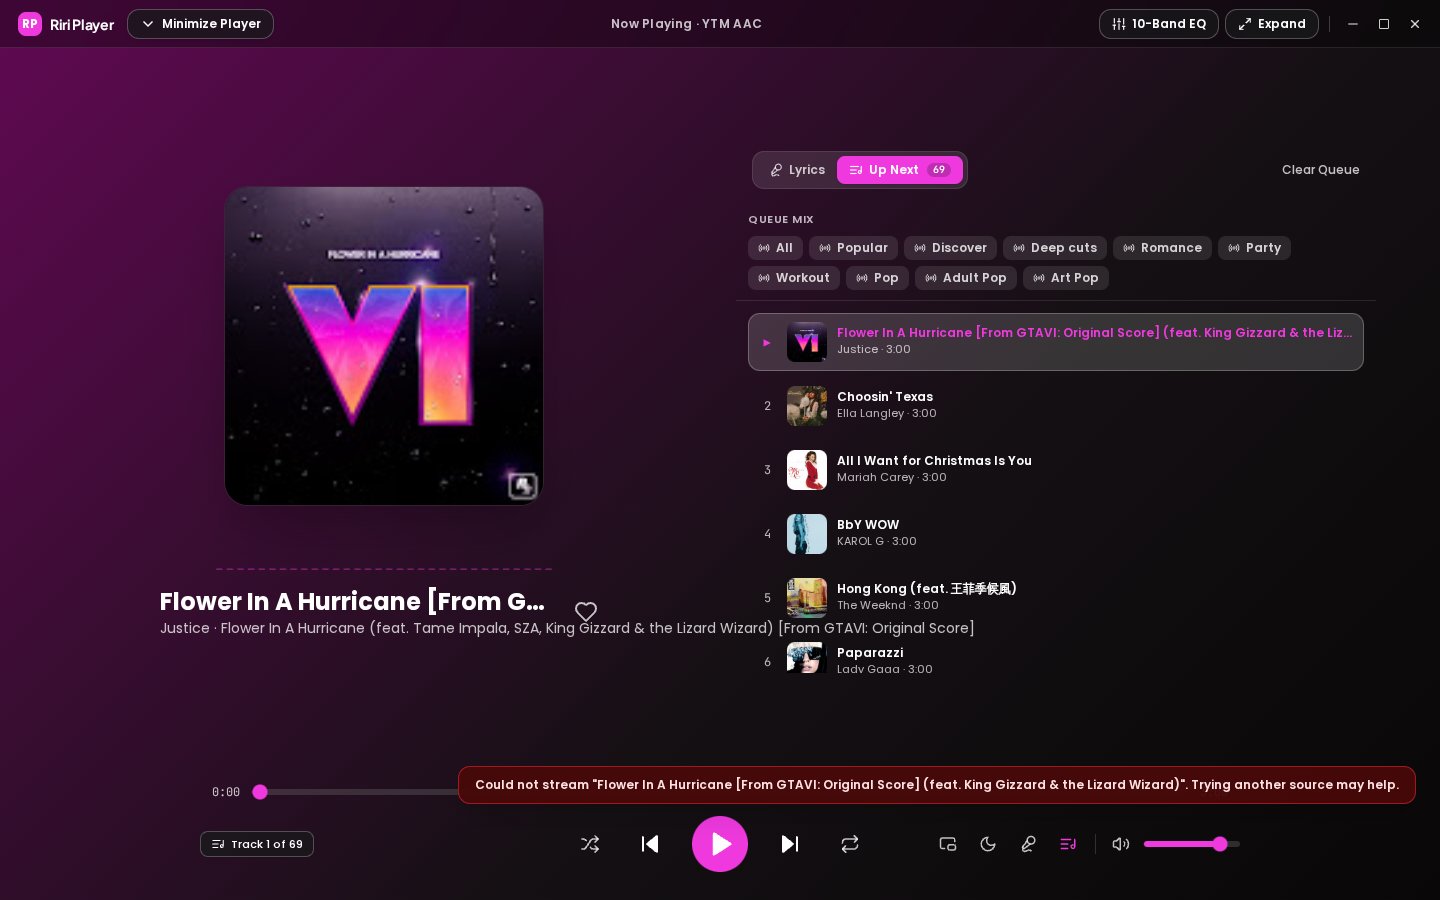 RP RiriPlayer
Minimize Player
Now Playing · YTM AAC
10-Band EQ
Expand
Lyrics
Up Next 69
Clear Queue
QUEUE MIX
All
Popular
Discover
Deep cuts
Romance
Party
Workout
Pop
Adult Pop
Art Pop
FLOWER IN A HURRICANE
VI
Flower In A Hurricane [From GTAVI: Original Score] (feat. King Gizzard & the Liz...
Justice · 3:00
2
Choosin' Texas
Ella Langley · 3:00
3
All I Want for Christmas Is You
Mariah Carey · 3:00
4
BbY WOW
KAROL G · 3:00
5
Hong Kong (feat. 王菲季候風)
The Weeknd · 3:00
6
Paparazzi
Lady Gaga · 3:00
Flower In A Hurricane [From G...
Justice · Flower In A Hurricane (feat. Tame Impala, SZA, King Gizzard & the Lizard Wizard) [From GTAVI: Original Score]
0:00
Could not stream "Flower In A Hurricane [From GTAVI: Original Score] (feat. King Gizzard & the Lizard Wizard)". Trying another source may help.
Track 1 of 69